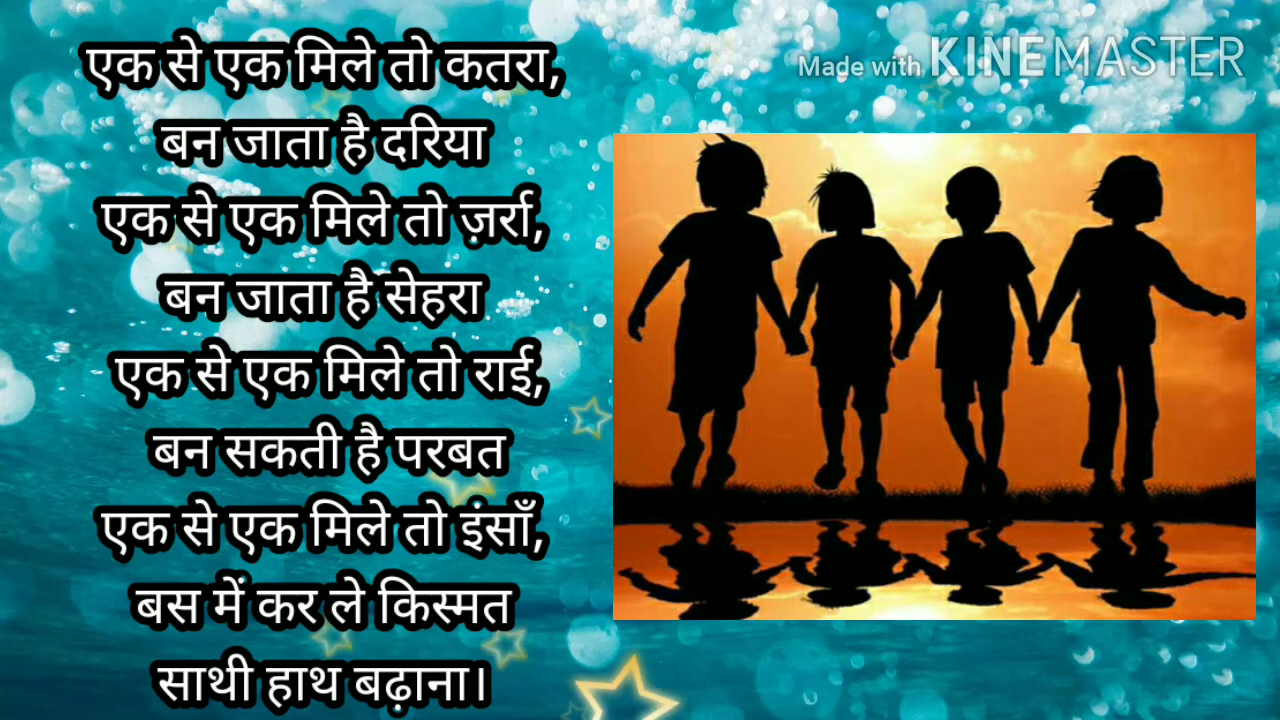 एक से एक मिले तो कतरा,
बन जाता है दरिया
एक से एक मिले तो ज़र्रा,
बन जाता है सेहरा
एक से एक मिले तो राई,
बन सकती है परबत
एक से एक मिले तो इंसाँ,
बस में कर ले किस्मत
साथी हाथ बढ़ाना।
Made with KINEMASTER